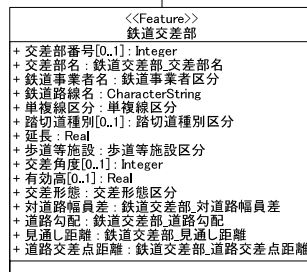 <<Feature>>
鉄道交差部
+ 交差部番号[0..1] : Integer
+ 交差部名 : 鉄道交差部_交差部名
+ 鉄道事業者名 : 鉄道事業者区分
+ 鉄道路線名 : CharacterString
+ 単複線区分 : 単複線区分
+ 踏切道種別[0..1] : 踏切道種別区分
+ 延長 : Real
+ 歩道等施設 : 歩道等施設区分
+ 交差角度[0..1] : Integer
+ 有効高[0..1] : Real
+ 交差形態 : 交差形態区分
+ 対道路幅員差 : 鉄道交差部_対道路幅員差
+ 道路勾配 : 鉄道交差部_道路勾配
+ 見通し距離 : 鉄道交差部_見通し距離
+ 道路交差点距離 : 鉄道交差部_道路交差点距離